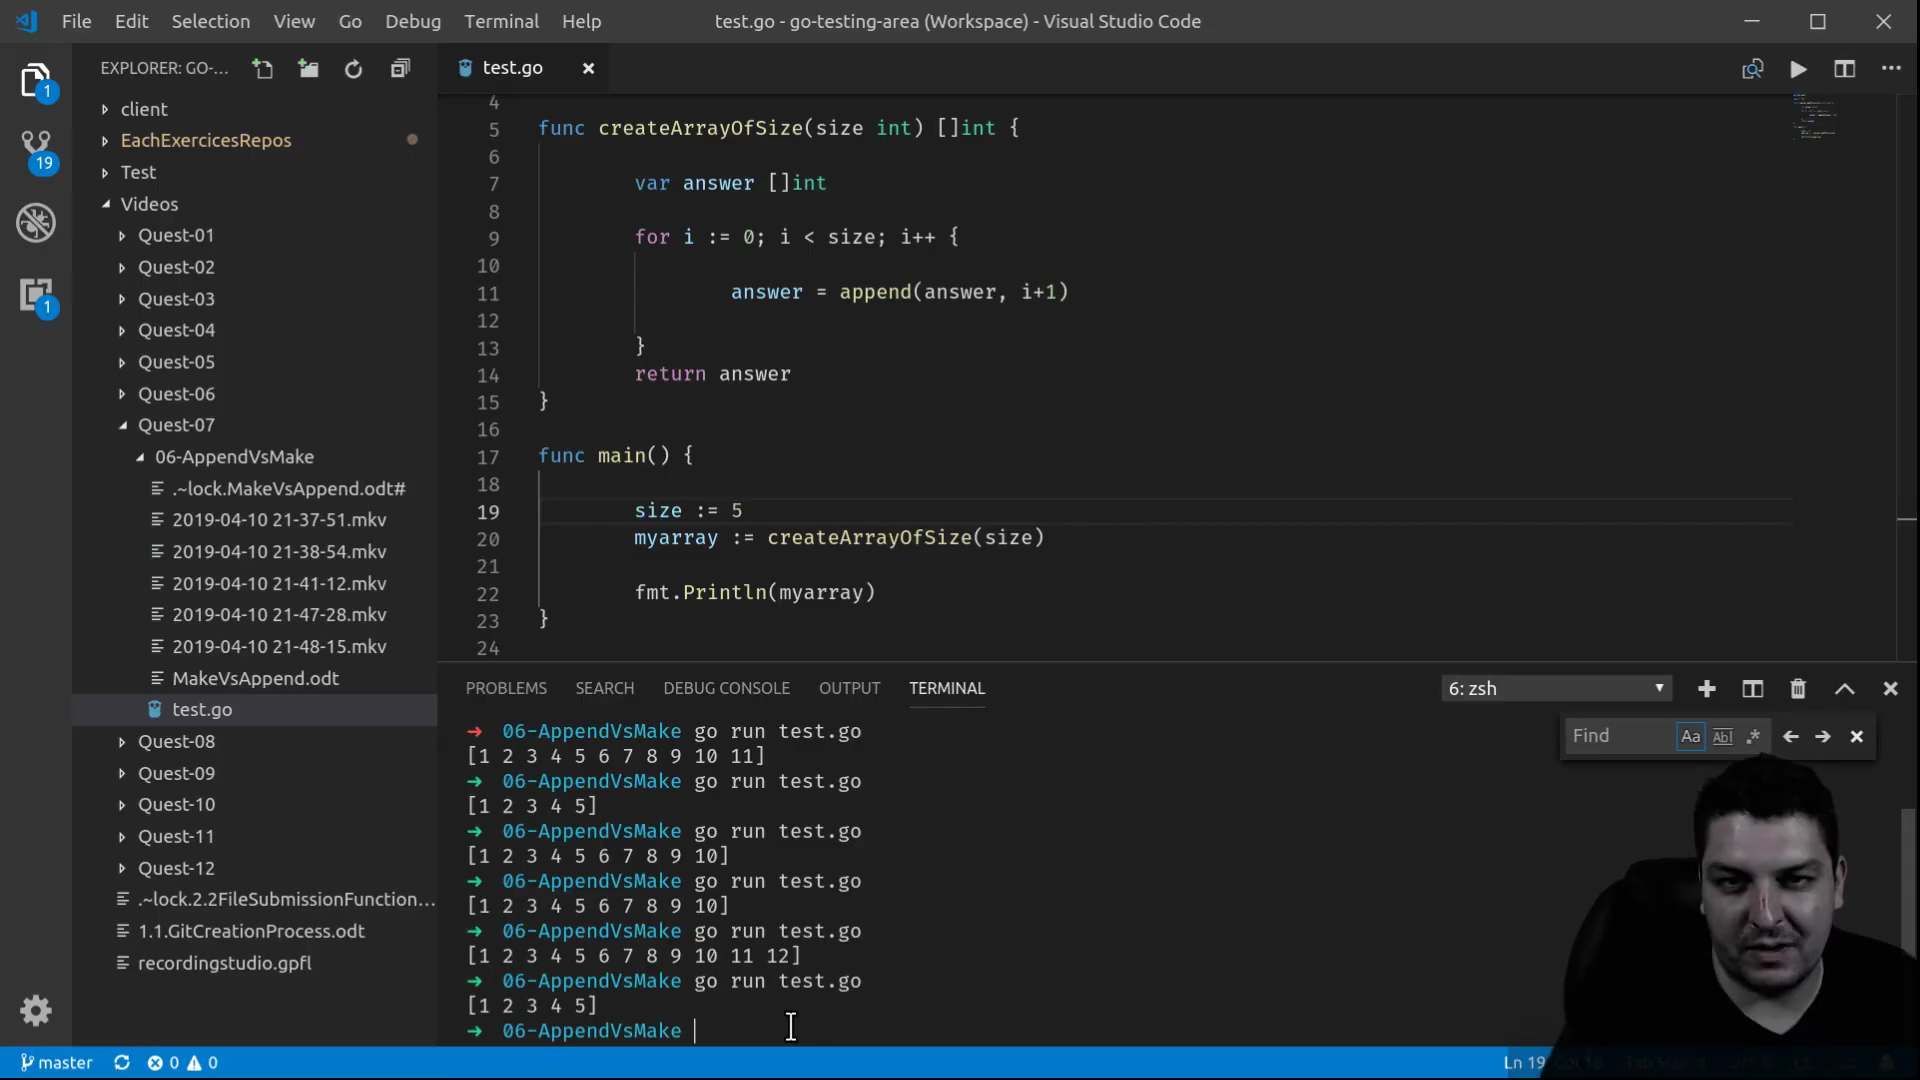 File Edit Selection View Go Debug Terminal Help
test.go - go-testing-area (Workspace) - Visual Studio Code
EXPLORER: GO-...
test.go
1
19
1
client
EachExercicesRepos
Test
Videos
Quest-01
Quest-02
Quest-03
Quest-04
Quest-05
Quest-06
Quest-07
06-AppendVsMake
.~lock.MakeVsAppend.odt#
2019-04-10 21-37-51.mkv
2019-04-10 21-38-54.mkv
2019-04-10 21-41-12.mkv
2019-04-10 21-47-28.mkv
2019-04-10 21-48-15.mkv
MakeVsAppend.odt
test.go
Quest-08
Quest-09
Quest-10
Quest-11
Quest-12
.~lock.2.2FileSubmissionFunction...
1.1.GitCreationProcess.odt
recordingstudio.gpfl
4
5 func createArrayOfSize(size int) []int {
6
7 var answer []int
8
9 for i := 0; i < size; i++ {
10
11 answer = append(answer, i+1)
12
13 }
14 return answer
15 }
16
17 func main() {
18
19 size := 5
20 myarray := createArrayOfSize(size)
21
22 fmt.Println(myarray)
23 }
24
PROBLEMS SEARCH DEBUG CONSOLE OUTPUT TERMINAL
6: zsh
Find Aa Abl .*
→ 06-AppendVsMake go run test.go
[1 2 3 4 5 6 7 8 9 10 11]
→ 06-AppendVsMake go run test.go
[1 2 3 4 5]
→ 06-AppendVsMake go run test.go
[1 2 3 4 5 6 7 8 9 10]
→ 06-AppendVsMake go run test.go
[1 2 3 4 5 6 7 8 9 10]
→ 06-AppendVsMake go run test.go
[1 2 3 4 5 6 7 8 9 10 11 12]
→ 06-AppendVsMake go run test.go
[1 2 3 4 5]
→ 06-AppendVsMake
master 0 0
Ln 19